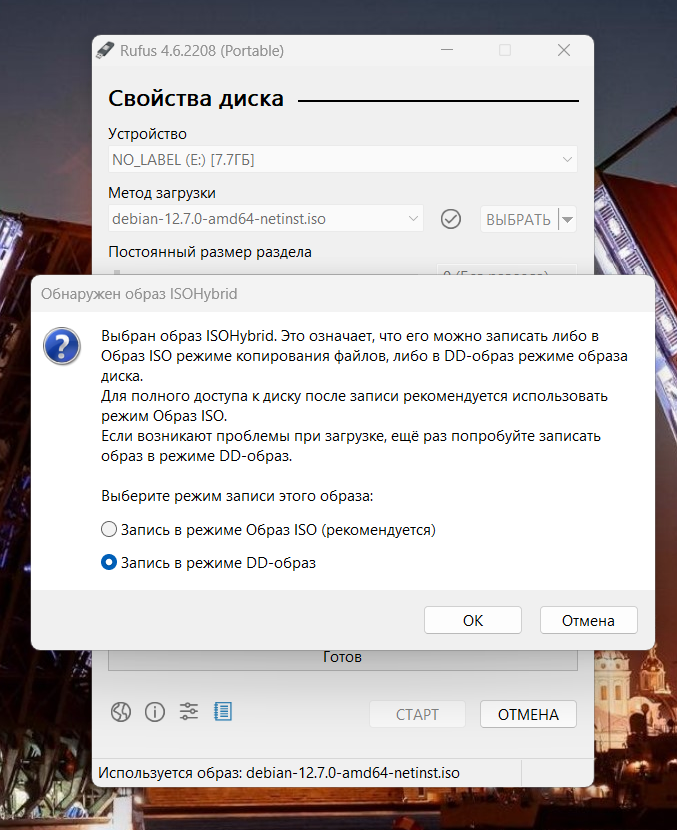 Rufus 4.6.2208 (Portable)
Свойства диска
Устройство
NO_LABEL (E:) [7.7ГБ]
Метод загрузки
debian-12.7.0-amd64-netinst.iso
ВЫБРАТЬ
Постоянный размер раздела
Обнаружен образ ISOHybrid
Выбран образ ISOHybrid. Это означает, что его можно записать либо в
Образ ISO режиме копирования файлов, либо в DD-образ режиме образа
диска.
Для полного доступа к диску после записи рекомендуется использовать
режим Образ ISO.
Если возникают проблемы при загрузке, ещё раз попробуйте записать
образ в режиме DD-образ.
Выберите режим записи этого образа:
Запись в режиме Образ ISO (рекомендуется)
Запись в режиме DD-образ
ОК
Отмена
Готов
СТАРТ
ОТМЕНА
Используется образ: debian-12.7.0-amd64-netinst.iso